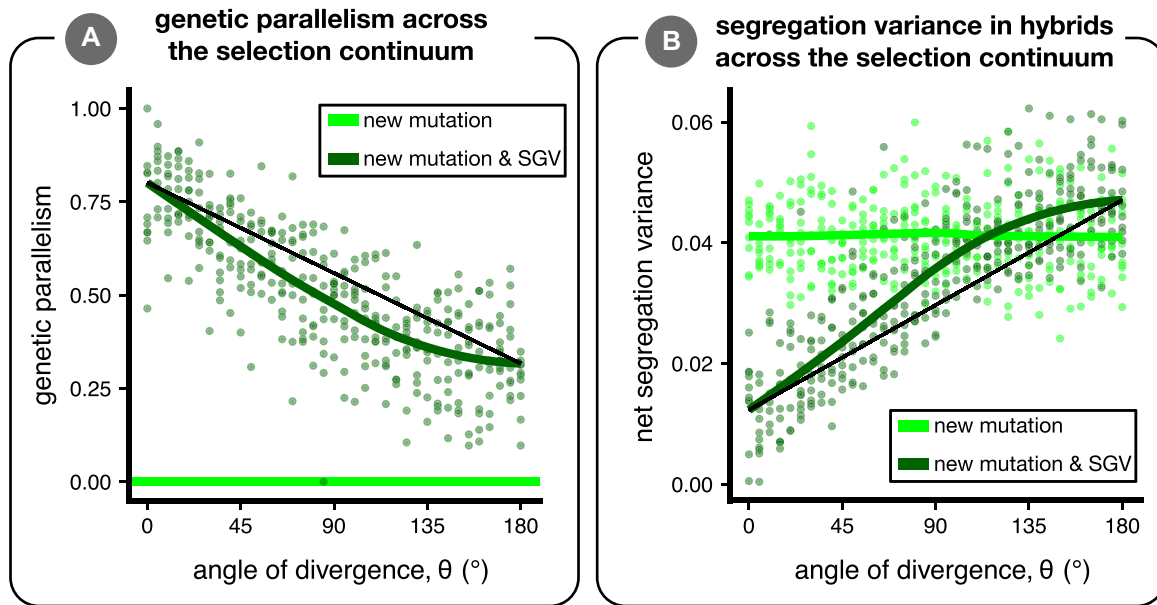 A
genetic parallelism across
the selection continuum
genetic parallelism
1.00
0.75
0.50
0.25
0.00
new mutation
new mutation & SGV
0
45
90
135
180
angle of divergence, θ (°)
B
segregation variance in hybrids
across the selection continuum
net segregation variance
0.06
0.04
0.02
0.00
new mutation
new mutation & SGV
0
45
90
135
180
angle of divergence, θ (°)